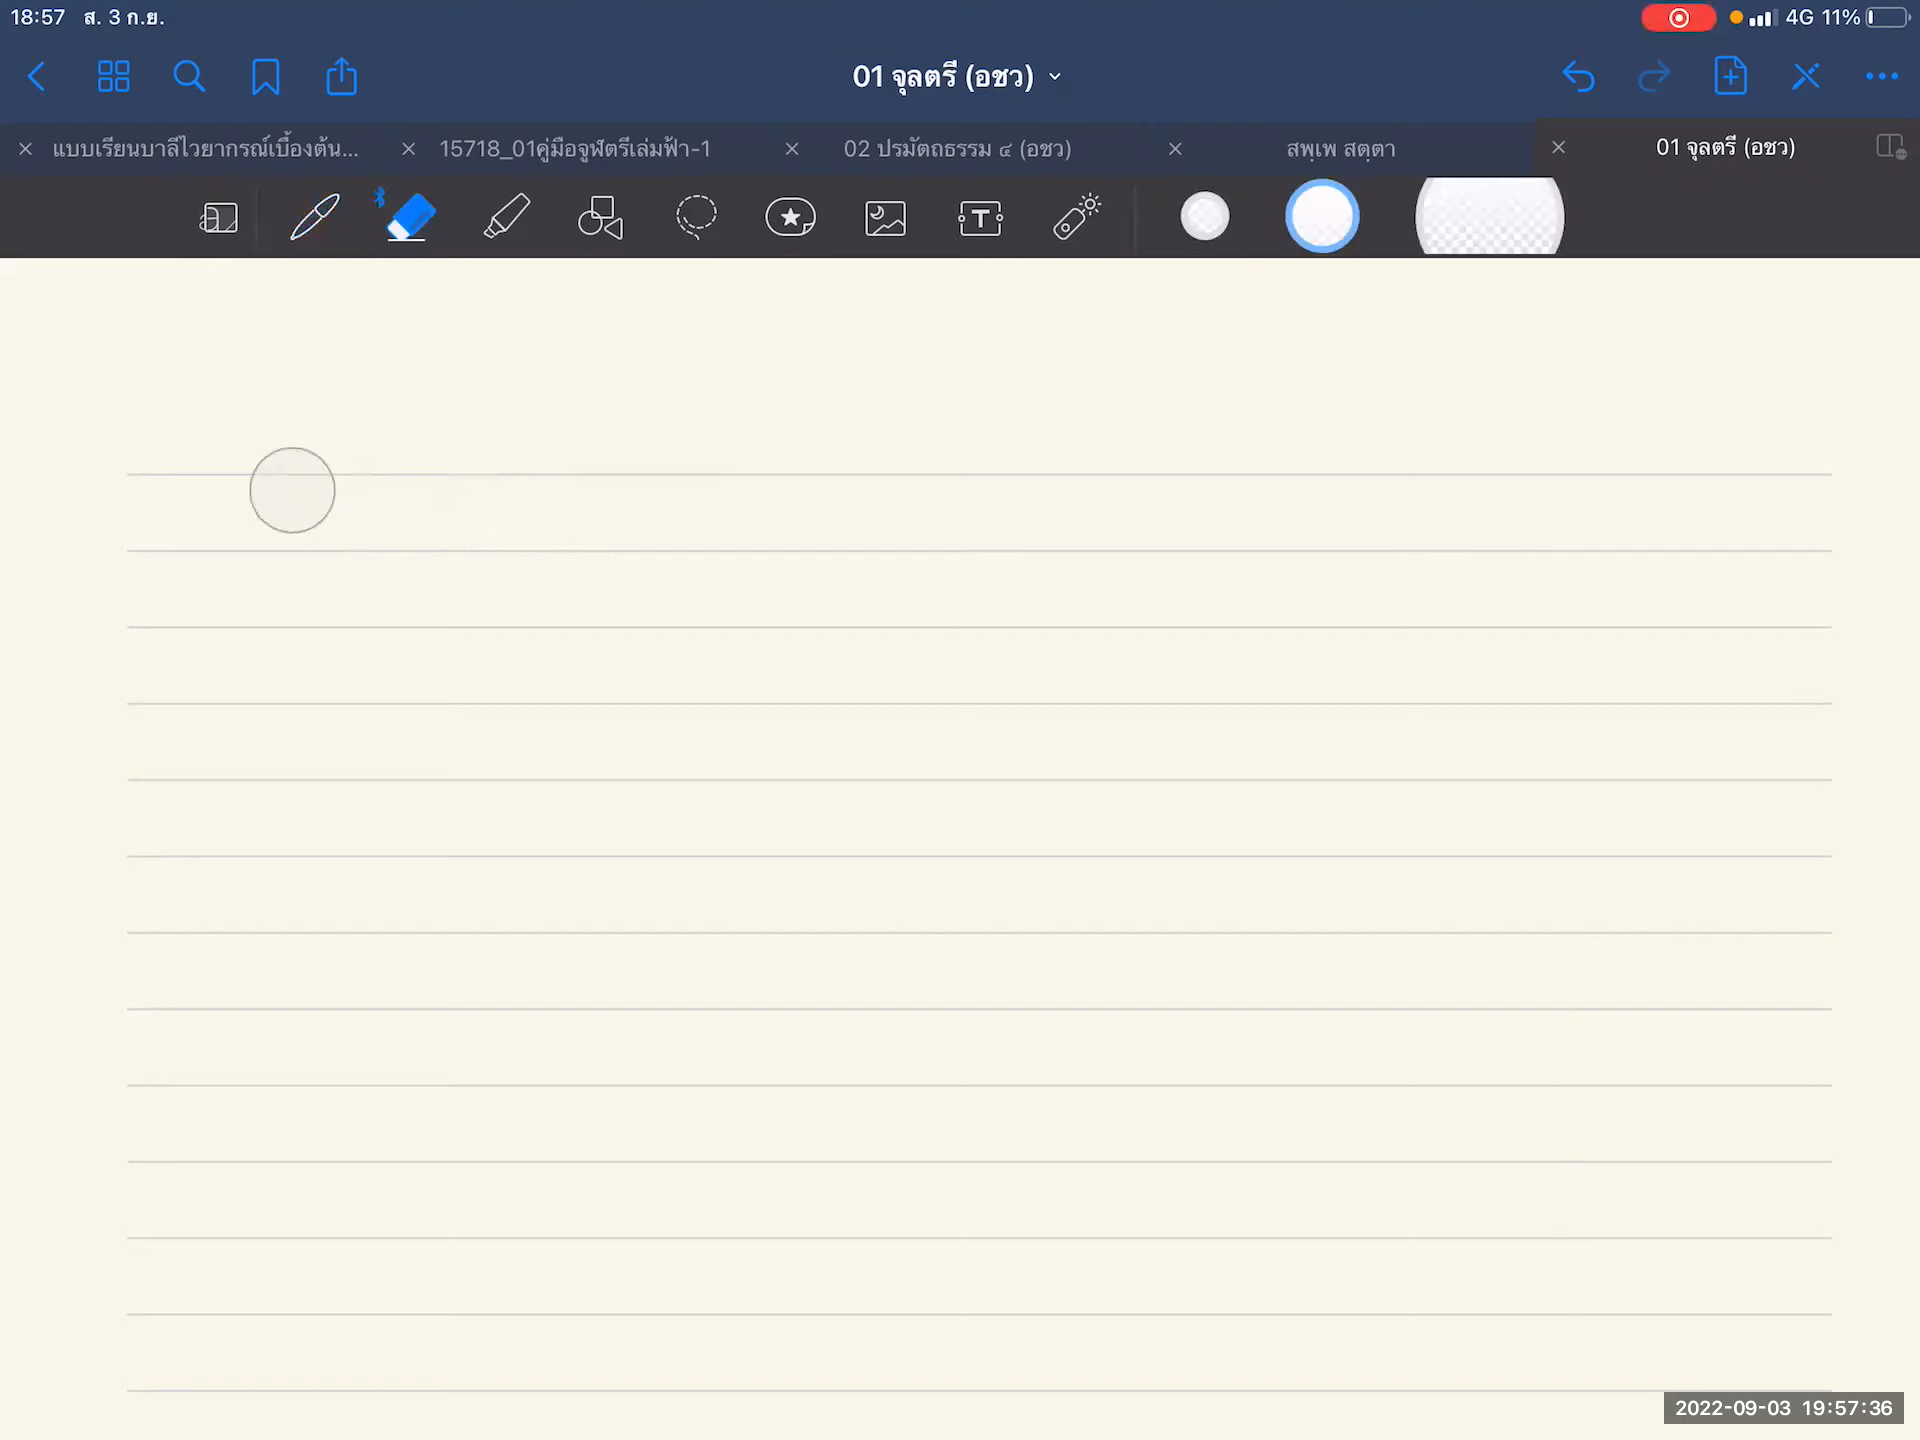 18:57 ส. 3 ก.ย. 4G 11%
01 จุลตรี (อชว)
แบบเรียนบาลีไวยากรณ์เบื้องต้น... 15718_01คู่มือจูฬตรีเล่มฟ้า-1 02 ปรมัตถธรรม ๔ (อชว) สพฺเพ สตฺตา 01 จุลตรี (อชว)
2022-09-03 19:57:36